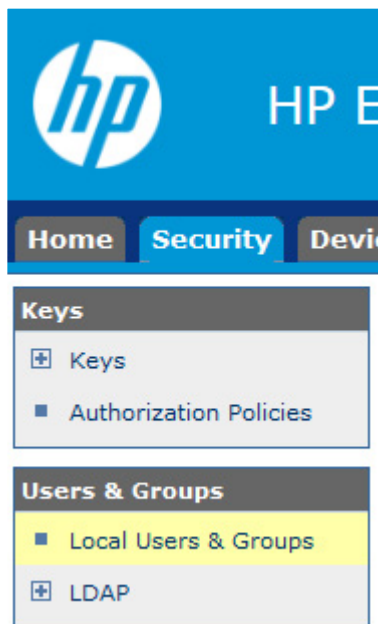 hp
HP E
Home Security Devi
Keys
Keys
Authorization Policies
Users & Groups
Local Users & Groups
LDAP